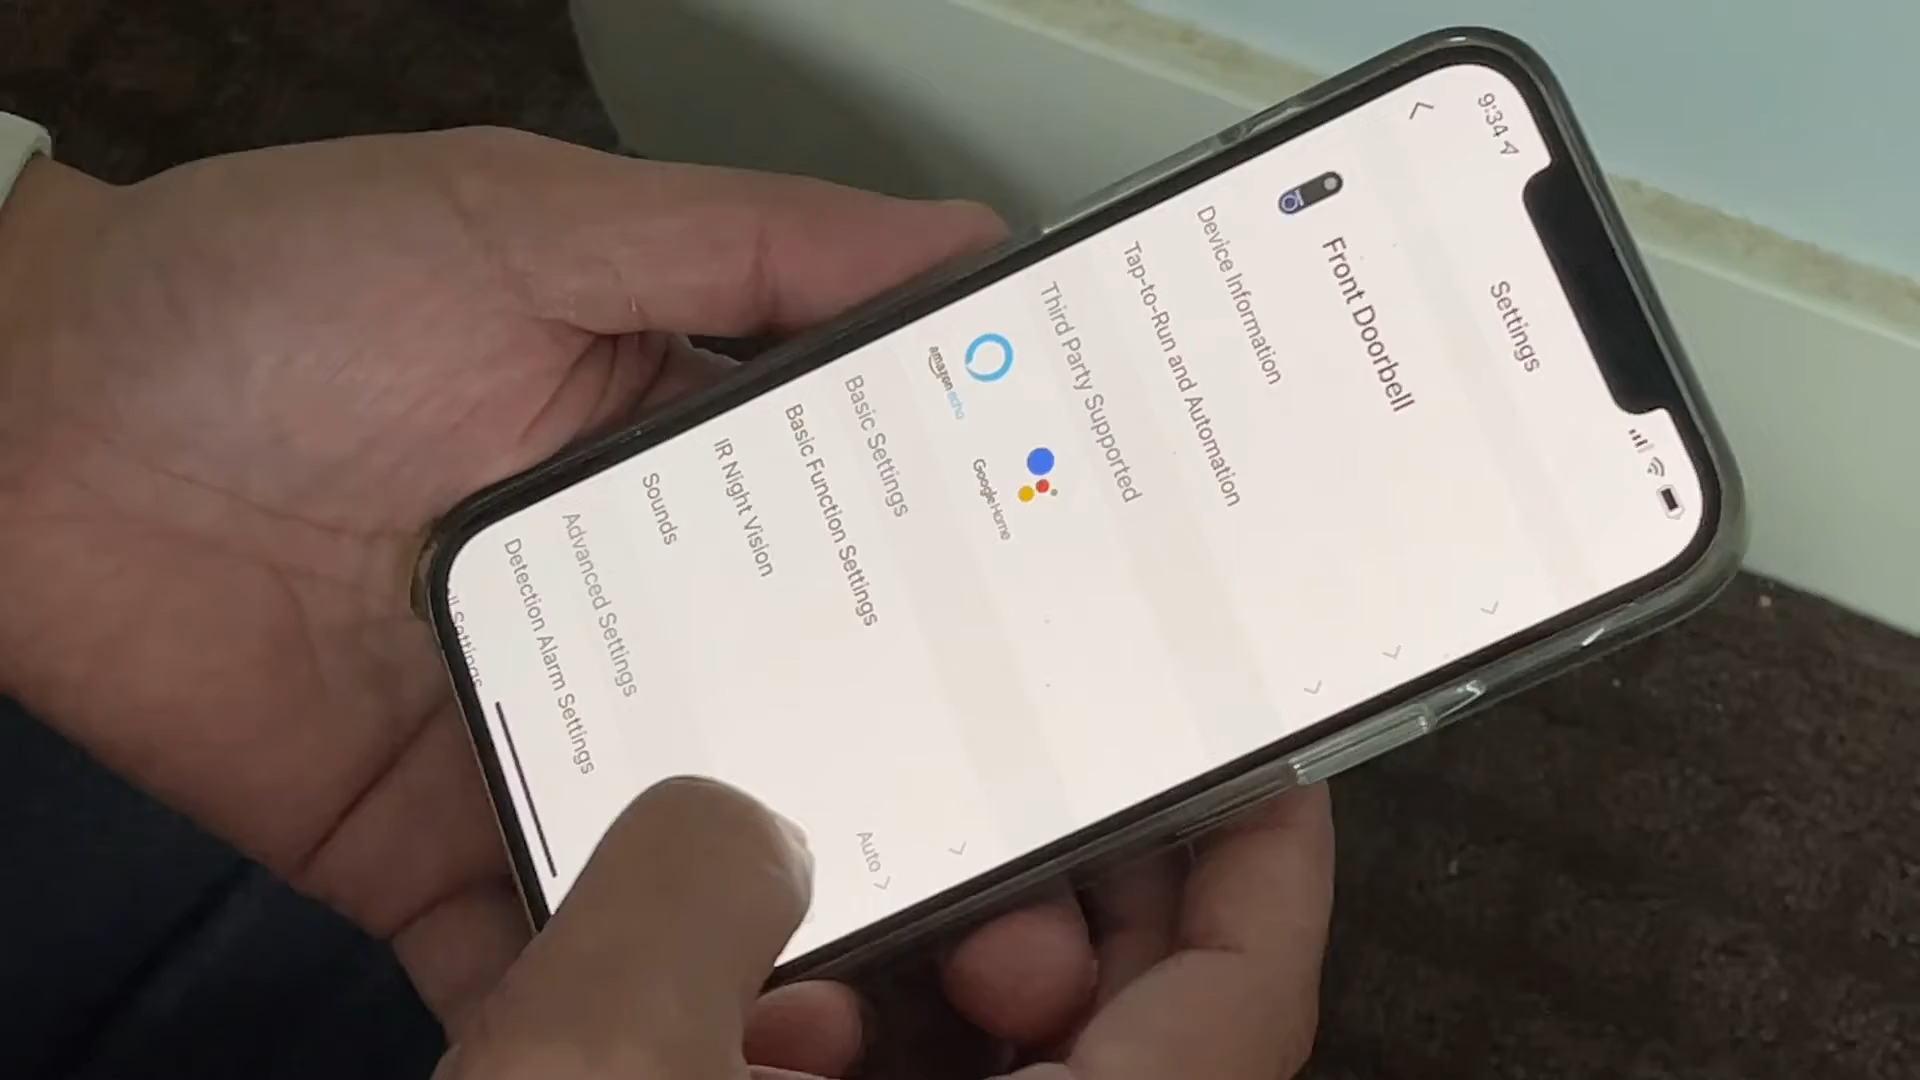 9:34
Settings
Front Doorbell
Device Information
Tap-to-Run and Automation
Third Party Supported
amazon echo
Google Home
Basic Settings
Basic Function Settings
IR Night Vision
Auto
Sounds
Advanced Settings
Detection Alarm Settings
Settings